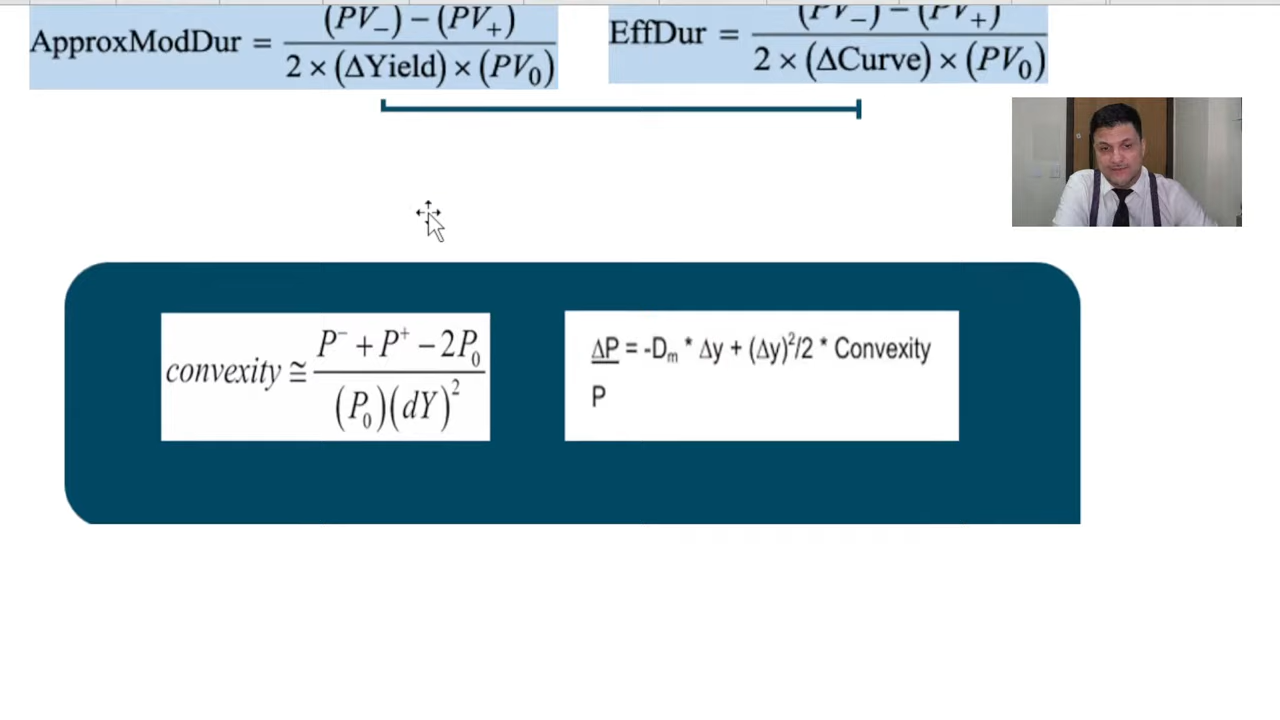 ApproxModDur = (PV₋) − (PV₊)
2 × (ΔYield) × (PV₀)
EffDur = (PV₋) − (PV₊)
2 × (ΔCurve) × (PV₀)
convexity ≅ P⁻ + P⁺ − 2P₀
(P₀)(dY)²
ΔP = -Dₘ * Δy + (Δy)²/2 * Convexity
P